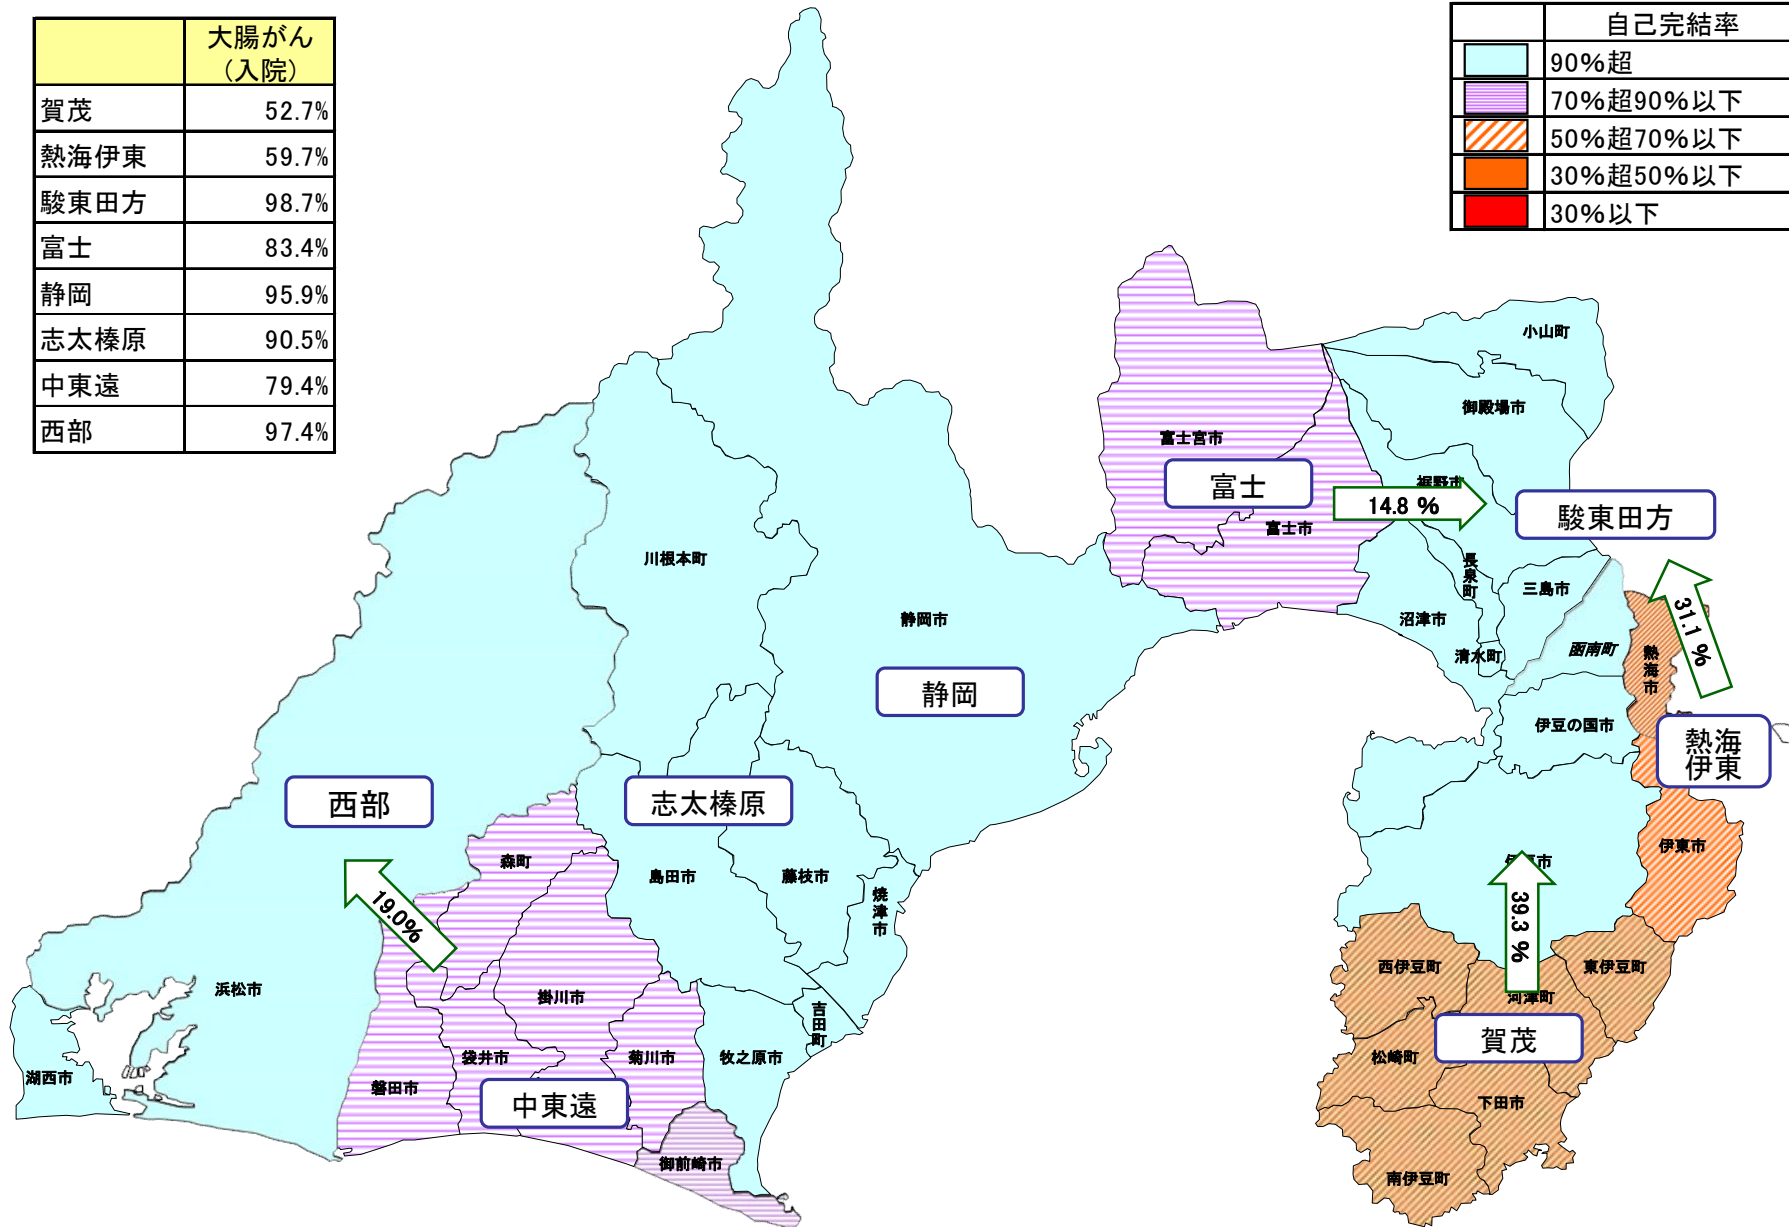 大腸がん
(入院)
賀茂 52.7%
熱海伊東 59.7%
駿東田方 98.7%
富士 83.4%
静岡 95.9%
志太榛原 90.5%
中東遠 79.4%
西部 97.4%
自己完結率
90%超
70%超90%以下
50%超70%以下
30%超50%以下
30%以下
小山町
御殿場市
富士宮市
富士
裾野市
14.8 %
駿東田方
富士市
川根本町
長泉町
三島市
31.1 %
静岡市
沼津市
函南町
清水町
熱海市
静岡
伊豆の国市
熱海
伊東
西部
志太榛原
森町
島田市
藤枝市
焼津市
伊東市
19.0%
39.3 %
西伊豆町
東伊豆町
浜松市
掛川市
河津町
吉田町
賀茂
袋井市
菊川市
牧之原市
松崎町
湖西市
磐田市
中東遠
下田市
御前崎市
南伊豆町